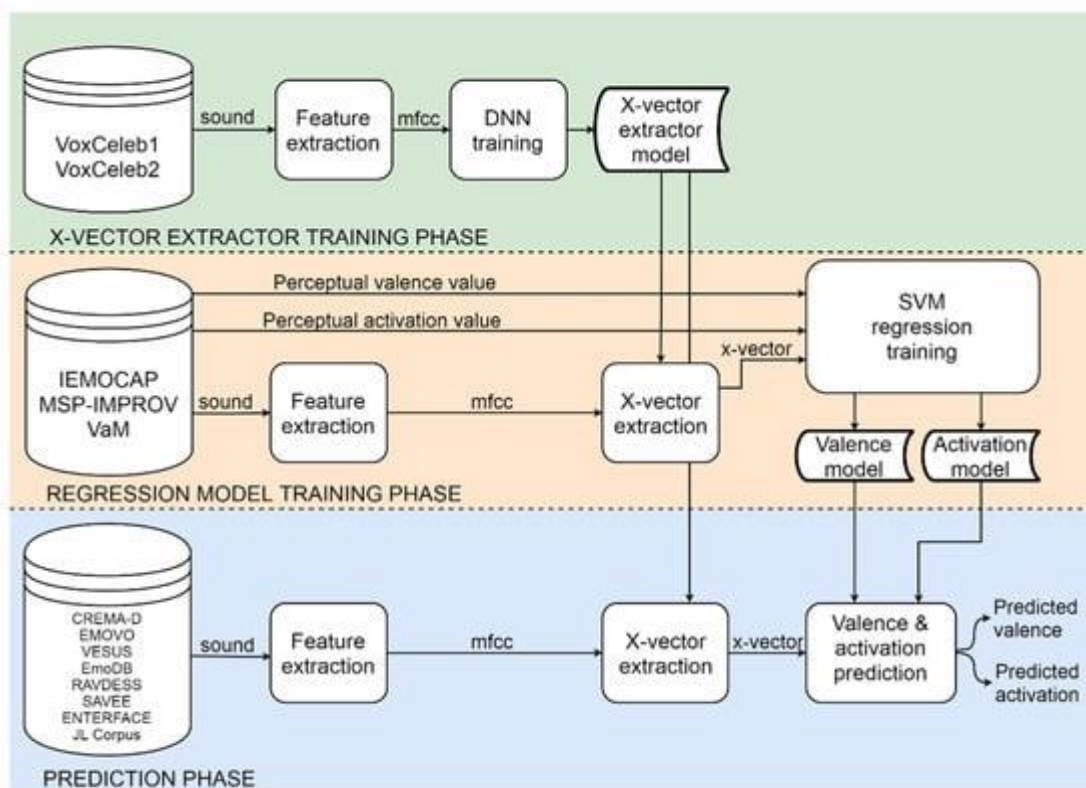 VoxCeleb1
VoxCeleb2
sound
Feature
extraction
mfcc
DNN
training
X-vector
extractor
model
X-VECTOR EXTRACTOR TRAINING PHASE
Perceptual valence value
Perceptual activation value
SVM
regression
training
IEMOCAP
MSP-IMPROV
VaM
sound
Feature
extraction
mfcc
X-vector
extraction
x-vector
Valence
model
Activation
model
REGRESSION MODEL TRAINING PHASE
CREMA-D
EMOVO
VESUS
EmoDB
RAVDESS
SAVEE
ENTERFACE
JL Corpus
sound
Feature
extraction
mfcc
X-vector
extraction
x-vector
Valence &
activation
prediction
Predicted
valence
Predicted
activation
PREDICTION PHASE